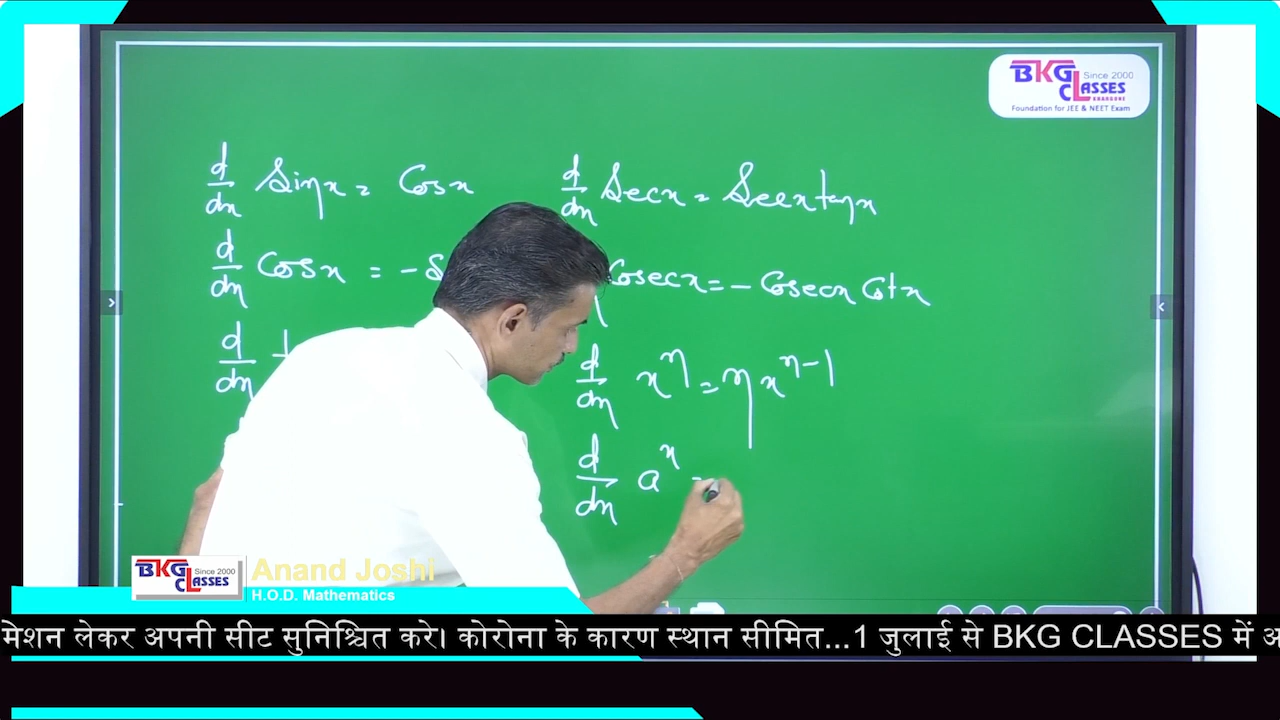 BKG CLASSES
Since 2000
KHARGONE
Foundation for JEE & NEET Exam
d/dx Sinx = Cosx
d/dx Cosx = -S
d/dx
d/dx Secx = Secxtanx
Cosecx = - Cosecx Cotx
d/dx xⁿ = nxⁿ⁻¹
d/dx aˣ =
BKG CLASSES Since 2000
Anand Joshi
H.O.D. Mathematics
मेशन लेकर अपनी सीट सुनिश्चित करे। कोरोना के कारण स्थान सीमित...1 जुलाई से BKG CLASSES में अ